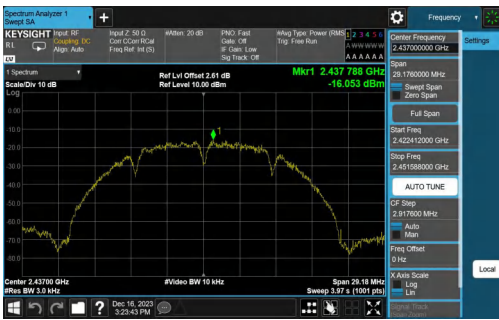 Spectrum Analyzer 1
Swept SA
Frequency
KEYSIGHT
RL
Input: RF
Coupling: DC
Align: Auto
Input Z: 50 Ω
Corr CCorr RCal
Freq Ref: Int (S)
#Atten: 20 dB
PNO: Fast
Gate: Off
IF Gain: Low
Sig Track: Off
#Avg Type: Power (RMS
Trig: Free Run
1 2 3 4 5 6
A W W W W W
A A A A A A
Center Frequency
2.437000000 GHz
Settings
Span
29.1760000 MHz
Swept Span
Zero Span
Full Span
Start Freq
2.422412000 GHz
Stop Freq
2.451588000 GHz
AUTO TUNE
CF Step
2.917600 MHz
Auto
Man
Freq Offset
0 Hz
X Axis Scale
Log
Lin
Local
1 Spectrum
Scale/Div 10 dB
Log
Ref Lvl Offset 2.61 dB
Ref Level 10.00 dBm
Mkr1 2.437 788 GHz
-16.053 dBm
1
0.00
-10.0
-20.0
-30.0
-40.0
-50.0
-60.0
-70.0
-80.0
Center 2.43700 GHz
#Res BW 3.0 kHz
#Video BW 10 kHz
Span 29.18 MHz
Sweep 3.97 s (1001 pts)
Dec 16, 2023
3:23:43 PM